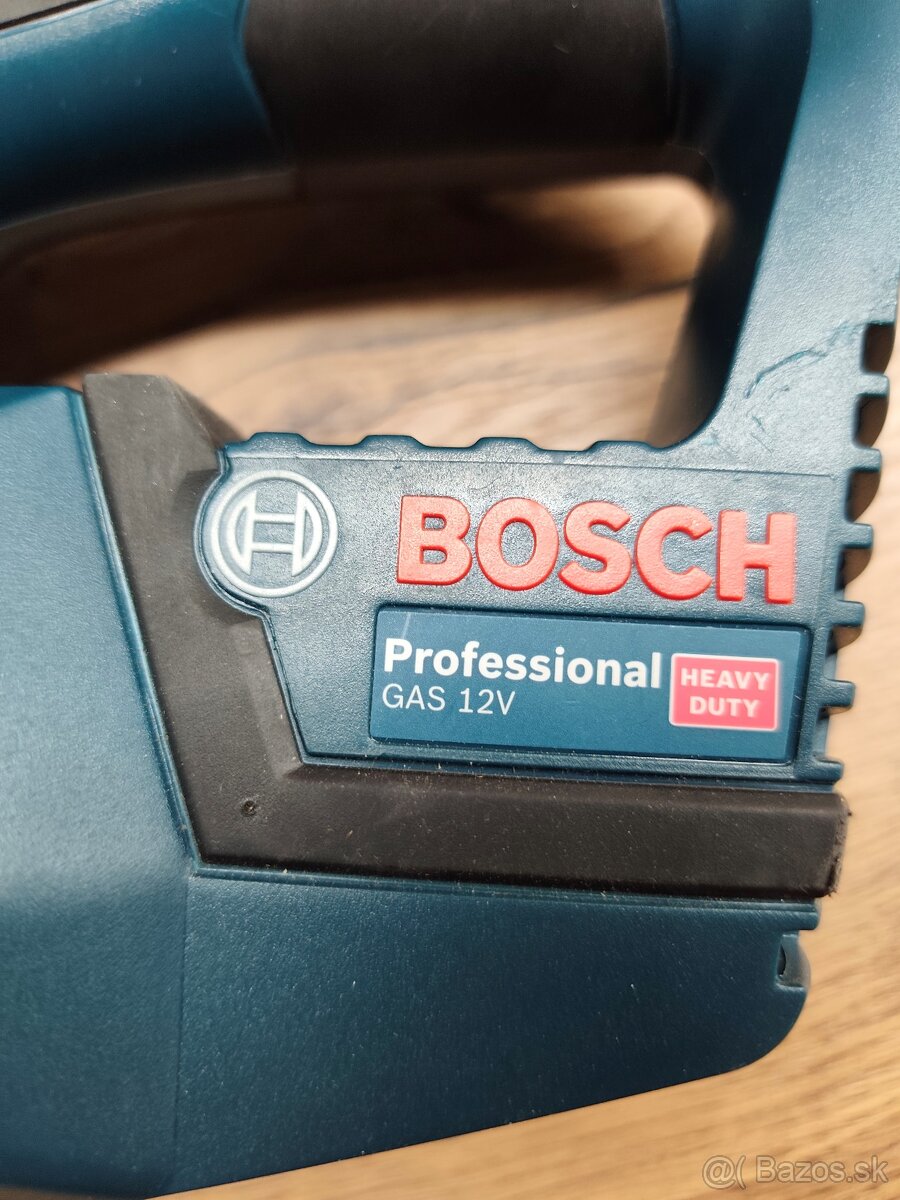 BOSCH
Professional
GAS 12V
HEAVY
DUTY
@( Bazos.sk